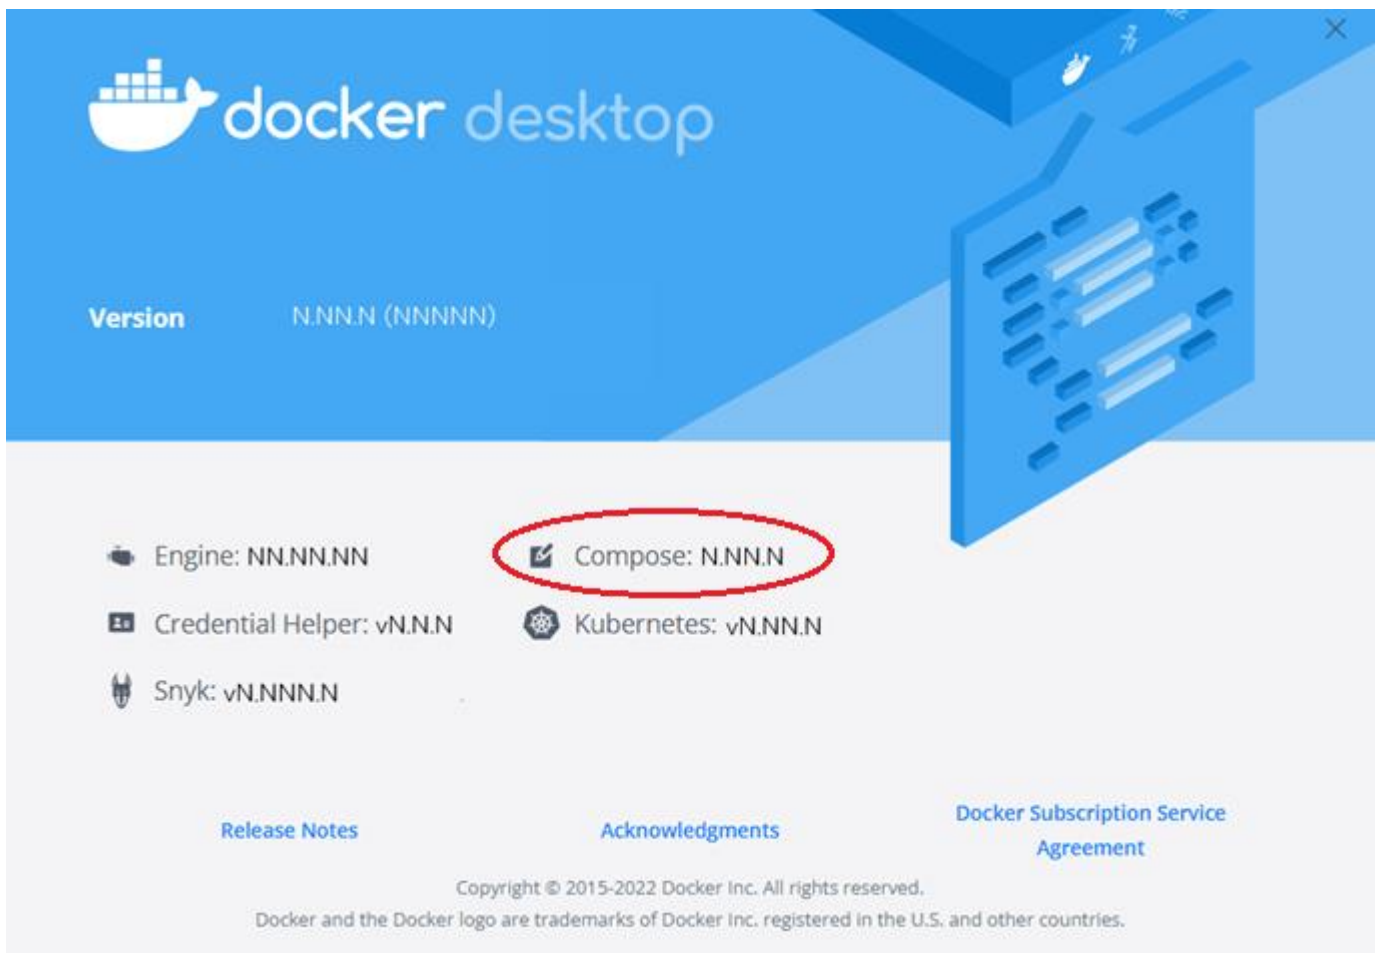 docker desktop
Version N.NN.N (NNNNN)
Engine: NN.NN.NN
Compose: N.NN.N
Credential Helper: vN.N.N
Kubernetes: vN.NN.N
Snyk: vN.NNN.N
Release Notes
Acknowledgments
Docker Subscription Service
Agreement
Copyright © 2015-2022 Docker Inc. All rights reserved.
Docker and the Docker logo are trademarks of Docker Inc. registered in the U.S. and other countries.